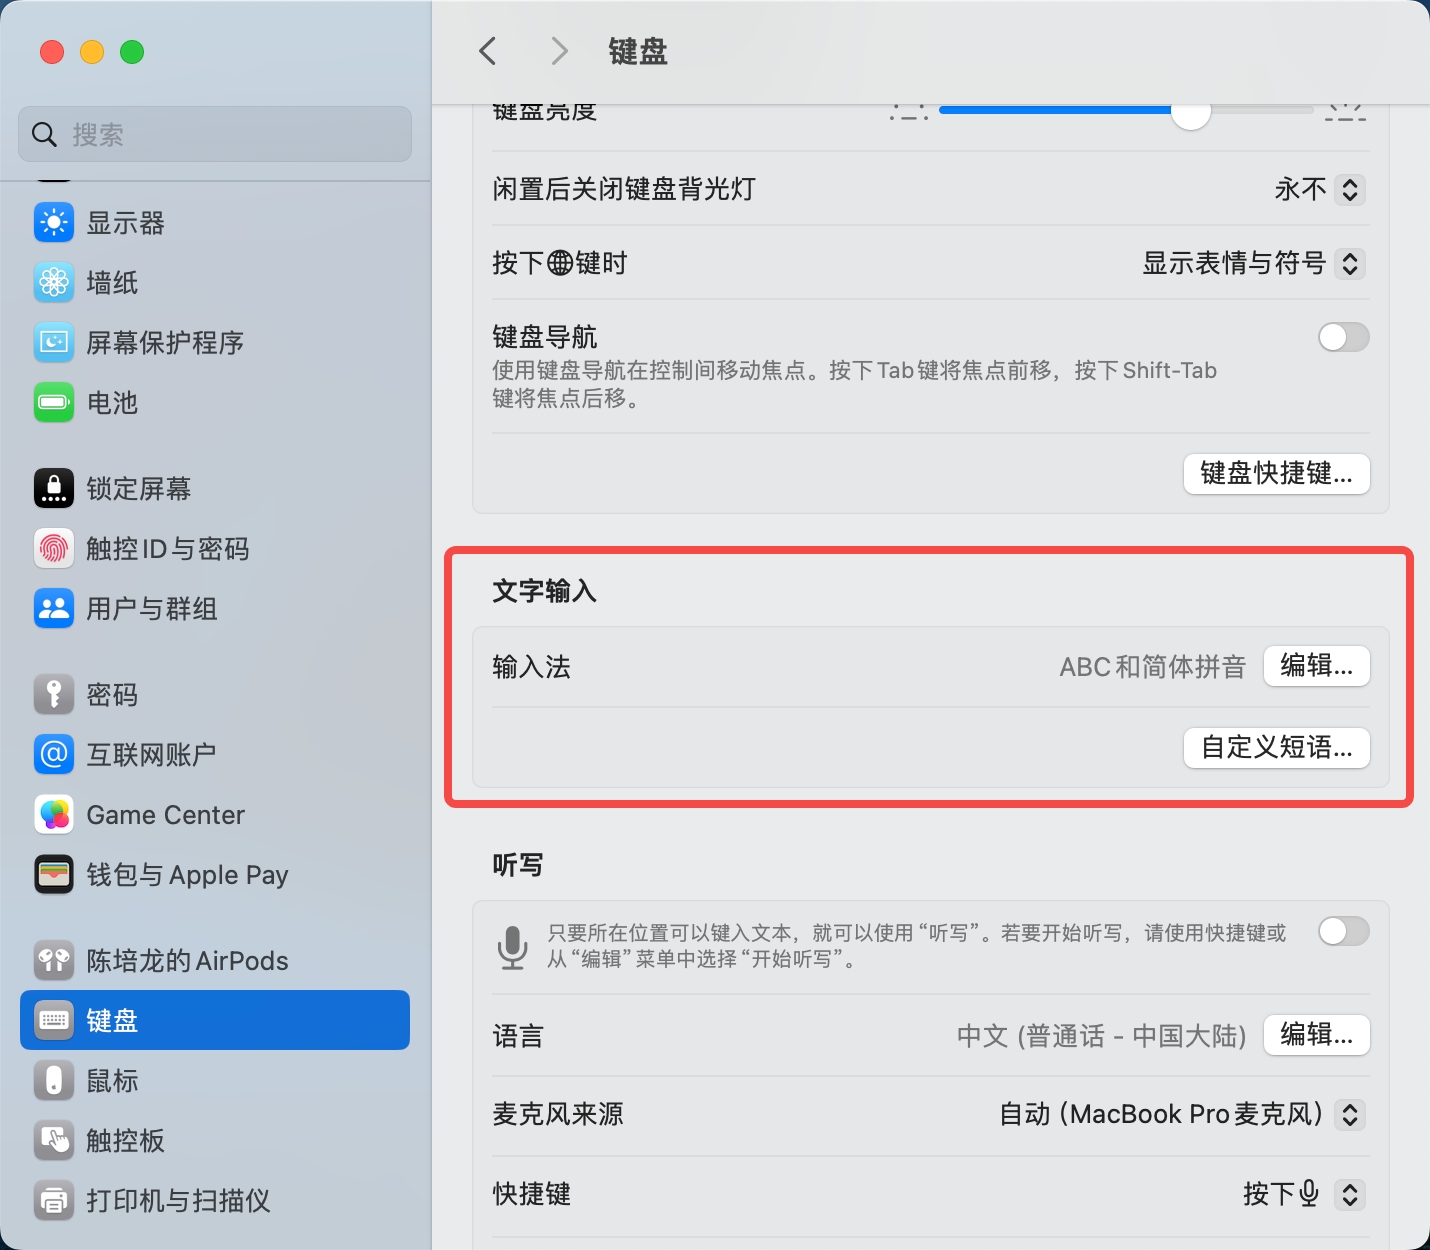 搜索
显示器
墙纸
屏幕保护程序
电池
锁定屏幕
触控ID与密码
用户与群组
密码
互联网账户
Game Center
钱包与Apple Pay
陈培龙的AirPods
键盘
鼠标
触控板
打印机与扫描仪
键盘
键盘亮度
闲置后关闭键盘背光灯 永不
按下键时 显示表情与符号
键盘导航
使用键盘导航在控制间移动焦点。按下Tab键将焦点前移，按下Shift-Tab
键将焦点后移。
键盘快捷键...
文字输入
输入法 ABC和简体拼音 编辑...
自定义短语...
听写
只要所在位置可以键入文本，就可以使用“听写”。若要开始听写，请使用快捷键或
从“编辑”菜单中选择“开始听写”。
语言 中文 (普通话 - 中国大陆) 编辑...
麦克风来源 自动（MacBook Pro麦克风）
快捷键 按下